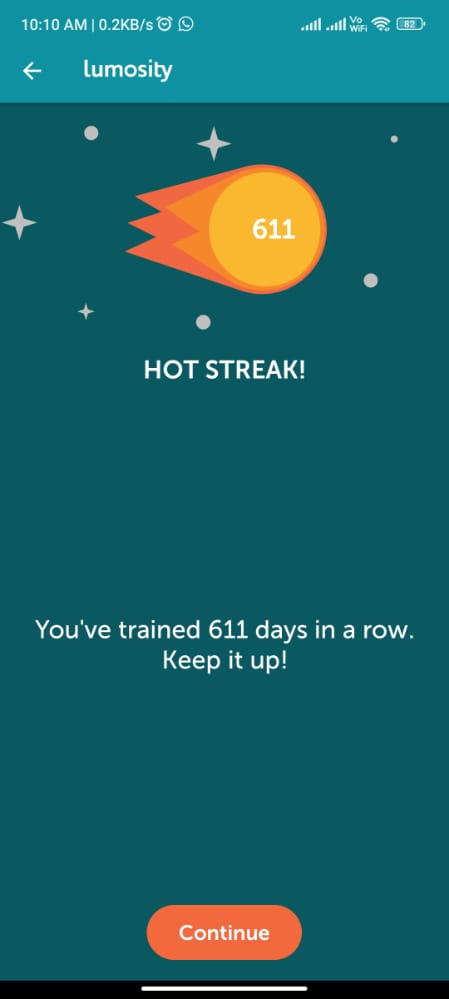 10:10 AM | 0.2KB/s
Vo
WiFi
82
lumosity
611
HOT STREAK!
You've trained 611 days in a row.
Keep it up!
Continue